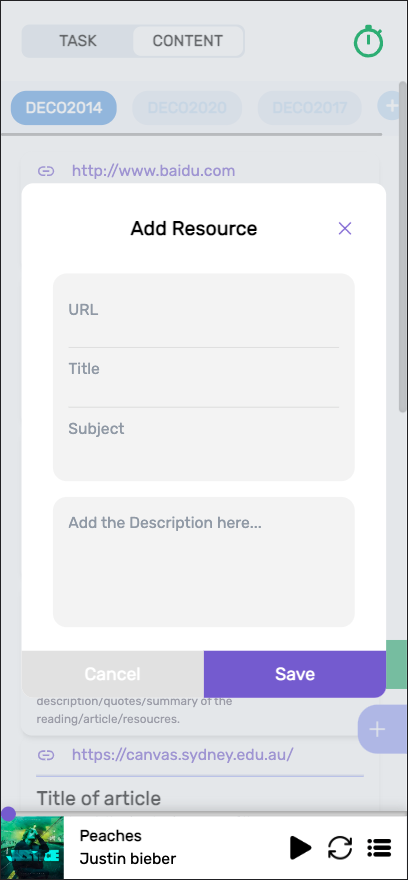 TASK CONTENT
DECO2014 DECO2020 DECO2017
http://www.baidu.com
Add Resource
URL
Title
Subject
Add the Description here...
Cancel Save
description/quotes/summary of the
reading/article/resoucres.
https://canvas.sydney.edu.au/
Title of article
Peaches
Justin bieber